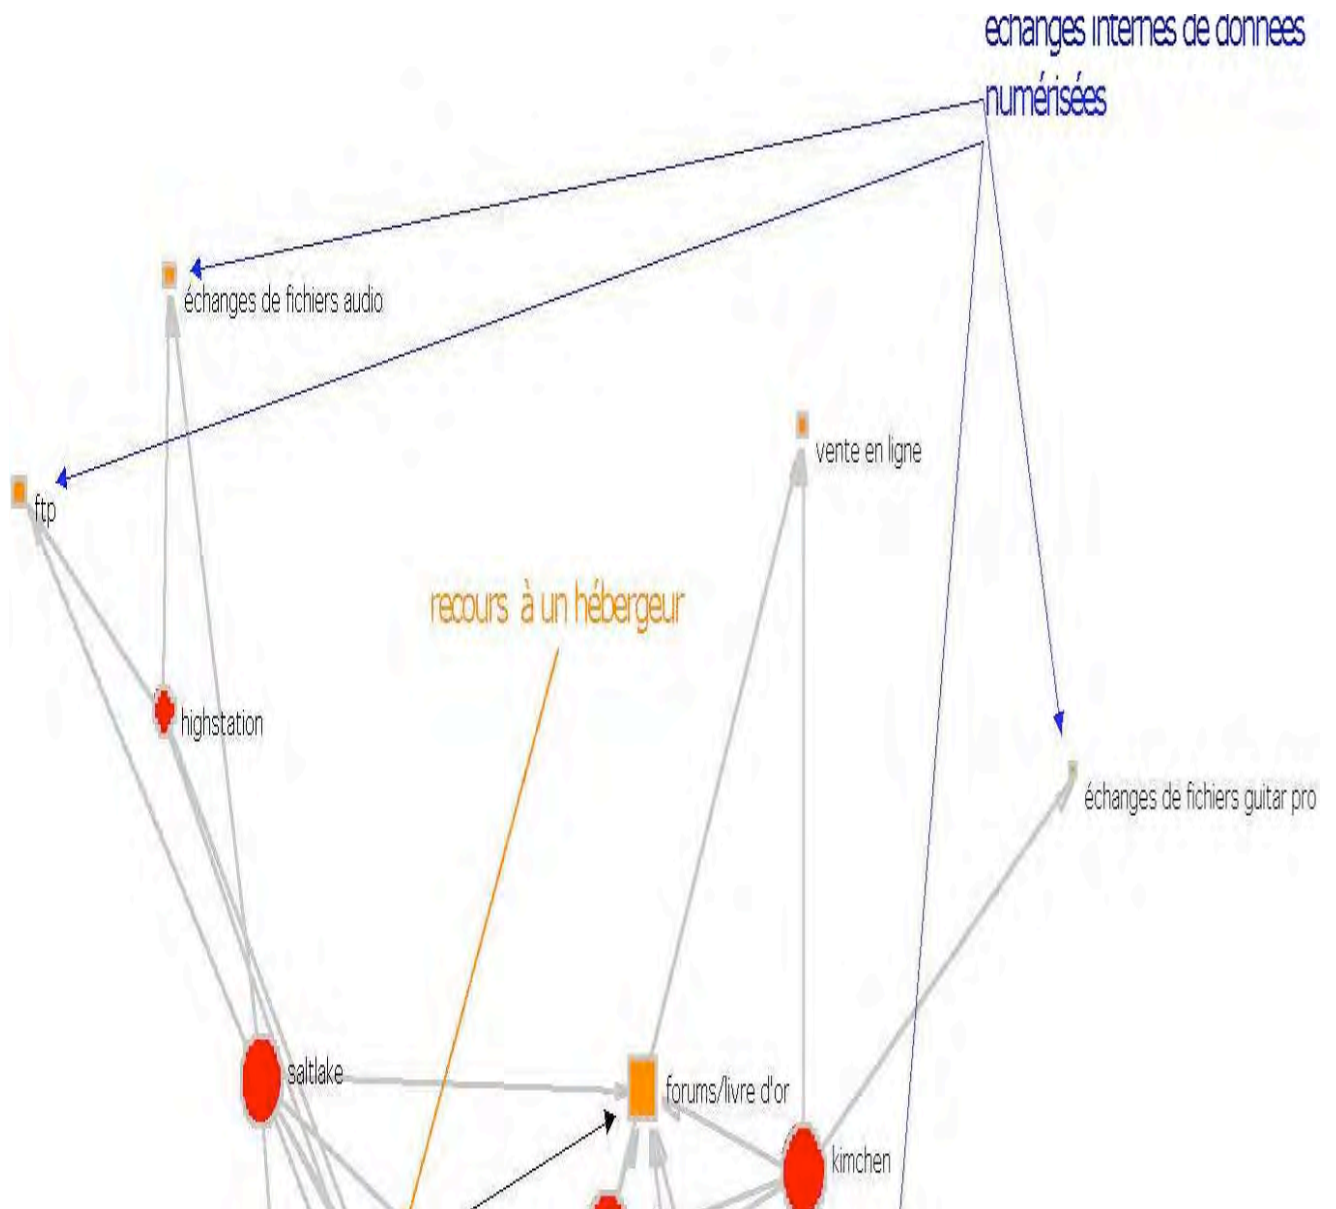 échanges internes de données
numérisées
échanges de fichiers audio
vente en ligne
ftp
recours à un hébergeur
highstation
échanges de fichiers guitar pro
saltlake
forums/livre d'or
kimchen